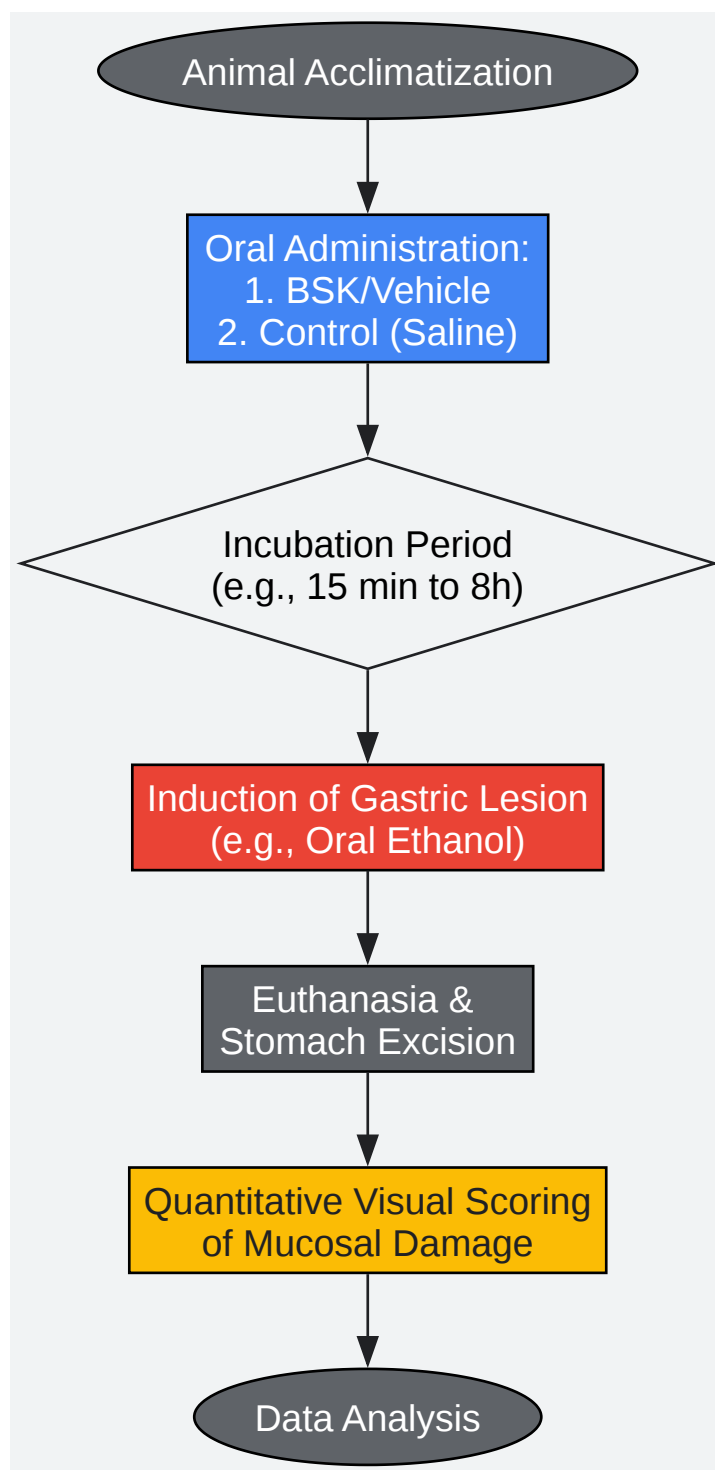 Animal Acclimatization
Oral Administration:
1. BSK/Vehicle
2. Control (Saline)
Incubation Period
(e.g., 15 min to 8h)
Induction of Gastric Lesion
(e.g., Oral Ethanol)
Euthanasia &
Stomach Excision
Quantitative Visual Scoring
of Mucosal Damage
Data Analysis